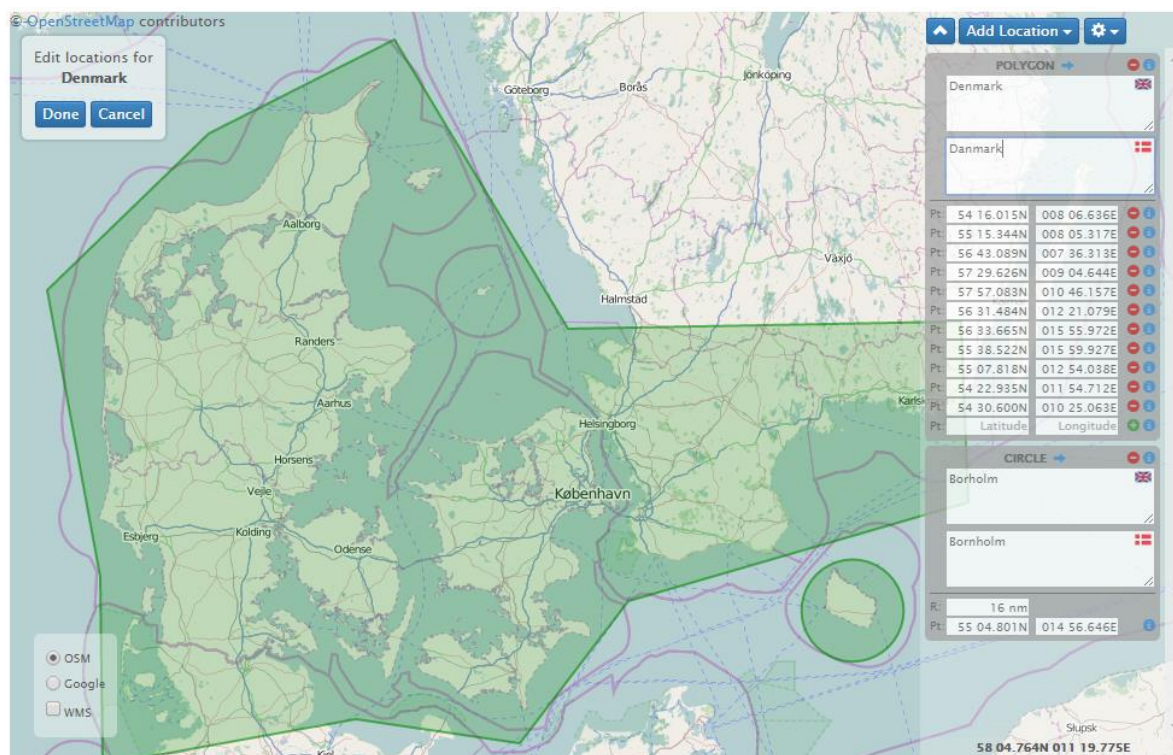 © OpenStreetMap contributors
Edit locations for
Denmark
Done Cancel
Add Location
POLYGON
Denmark
Danmark
Pt: 54 16.015N 008 06.636E
Pt: 55 15.344N 008 05.317E
Pt: 56 43.089N 007 36.313E
Pt: 57 29.626N 009 04.644E
Pt: 57 57.083N 010 46.157E
Pt: 56 31.484N 012 21.079E
Pt: 56 33.665N 015 55.972E
Pt: 55 38.522N 015 59.927E
Pt: 55 07.818N 012 54.038E
Pt: 54 22.935N 011 54.712E
Pt: 54 30.600N 010 25.063E
Pt: Latitude Longitude
CIRCLE
Borholm
Bornholm
R: 16 nm
Pt: 55 04.801N 014 56.646E
Göteborg
Borås
Jönköping
Aalborg
Växjö
Halmstad
Randers
Aarhus
Karlsk
Helsingborg
Horsens
Vejle
København
Esbjerg
Kolding
Odense
OSM
Google
WMS
Kiel
Słupsk
58 04.764N 011 19.775E